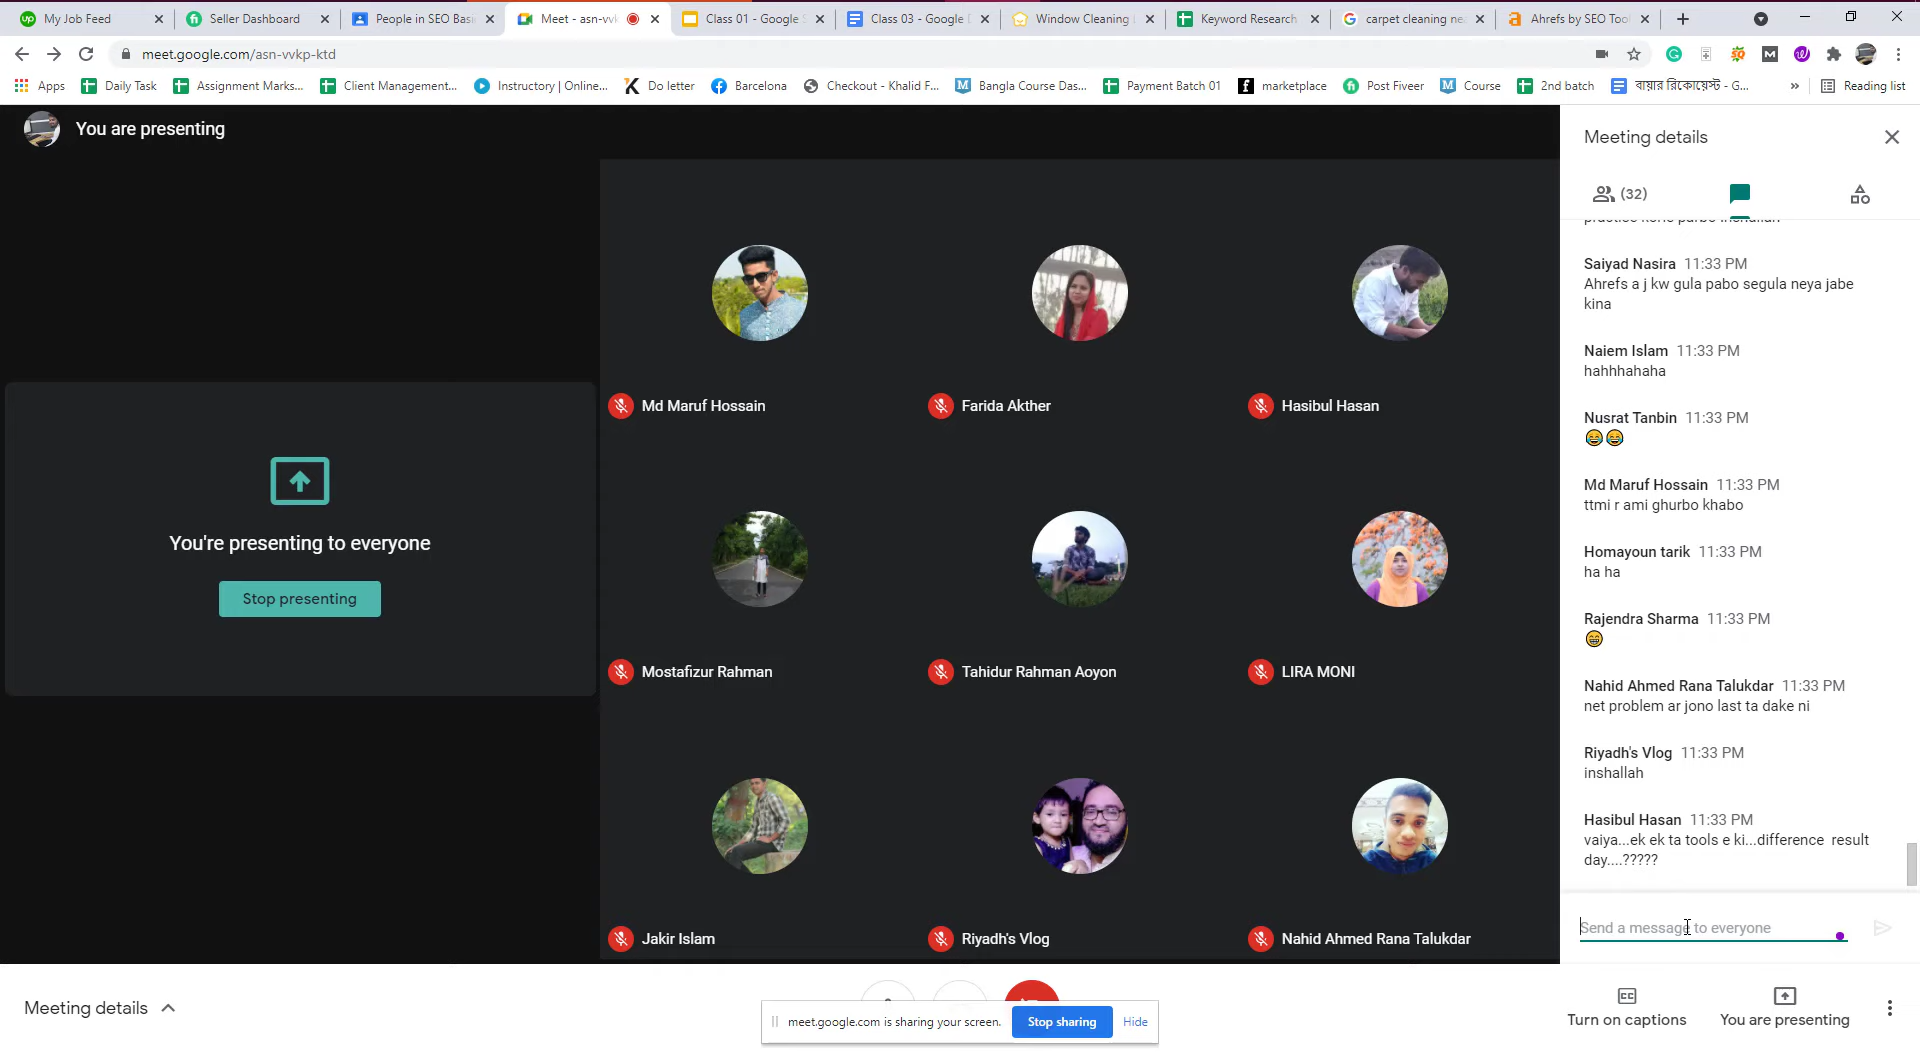 My Job Feed
Seller Dashboard
People in SEO Basi
Meet - asn-vvk
Class 01 - Google S
Class 03 - Google D
Window Cleaning
Keyword Research
carpet cleaning ne
Ahrefs by SEO Tool
meet.google.com/asn-vvkp-ktd
Apps
Daily Task
Assignment Marks...
Client Management...
Instructory | Online...
Do letter
Barcelona
Checkout - Khalid F...
Bangla Course Das...
Payment Batch 01
marketplace
Post Fiveer
Course
2nd batch
বায়ার রিকোয়েস্ট - G...
Reading list
You are presenting
You're presenting to everyone
Stop presenting
Md Maruf Hossain
Farida Akther
Hasibul Hasan
Mostafizur Rahman
Tahidur Rahman Aoyon
LIRA MONI
Jakir Islam
Riyadh's Vlog
Nahid Ahmed Rana Talukdar
Meeting details
(32)
Saiyad Nasira 11:33 PM
Ahrefs a j kw gula pabo segula neya jabe
kina
Naiem Islam 11:33 PM
hahhhahaha
Nusrat Tanbin 11:33 PM
😂😂
Md Maruf Hossain 11:33 PM
ttmi r ami ghurbo khabo
Homayoun tarik 11:33 PM
ha ha
Rajendra Sharma 11:33 PM
😁
Nahid Ahmed Rana Talukdar 11:33 PM
net problem ar jono last ta dake ni
Riyadh's Vlog 11:33 PM
inshallah
Hasibul Hasan 11:33 PM
vaiya...ek ek ta tools e ki...difference result
day....?????
Send a message to everyone
Meeting details
meet.google.com is sharing your screen.
Stop sharing
Hide
Turn on captions
You are presenting